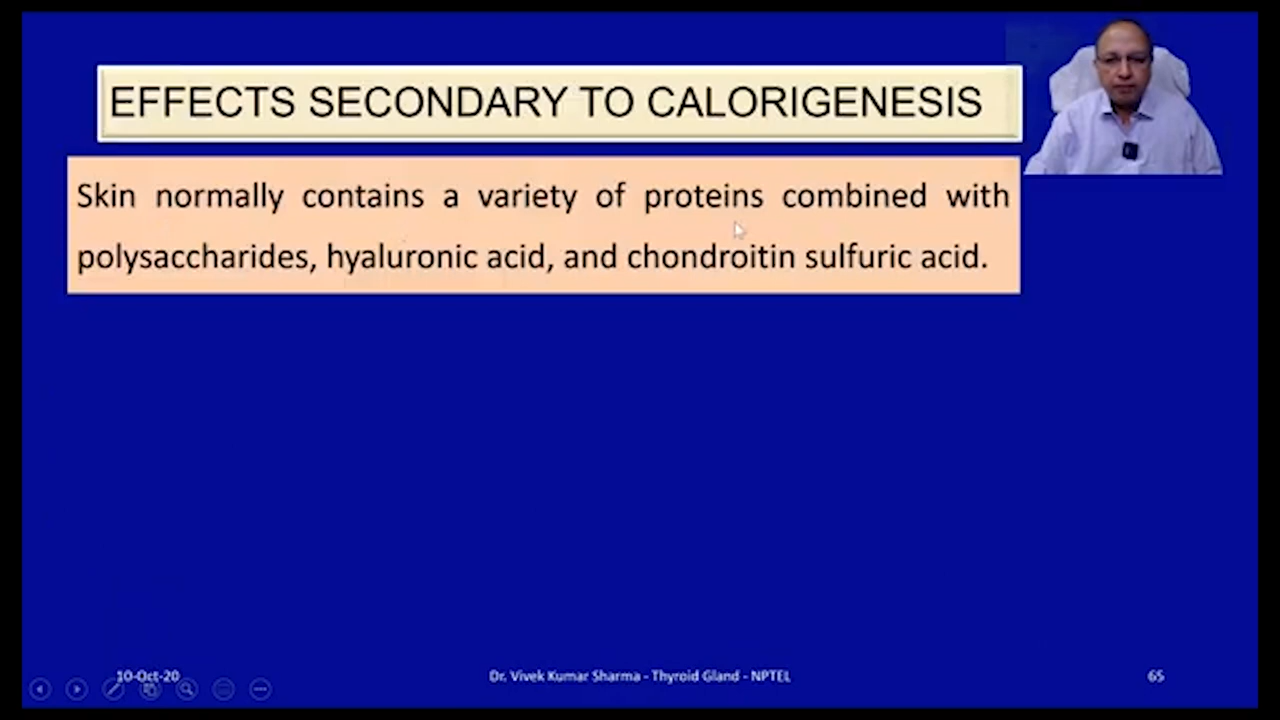 EFFECTS SECONDARY TO CALORIGENESIS
Skin normally contains a variety of proteins combined with
polysaccharides, hyaluronic acid, and chondroitin sulfuric acid.
10-Oct-20
Dr. Vivek Kumar Sharma - Thyroid Gland - NPTEL
65